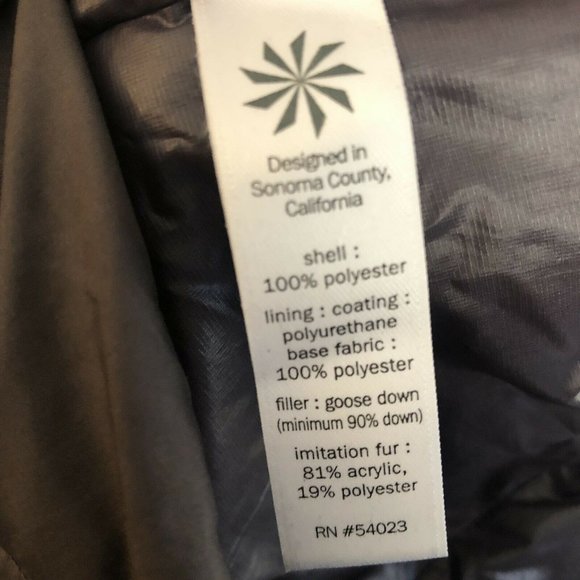 Designed in
Sonoma County,
California
shell :
100% polyester
lining : coating :
polyurethane
base fabric :
100% polyester
filler : goose down
(minimum 90% down)
imitation fur :
81% acrylic,
19% polyester
RN #54023